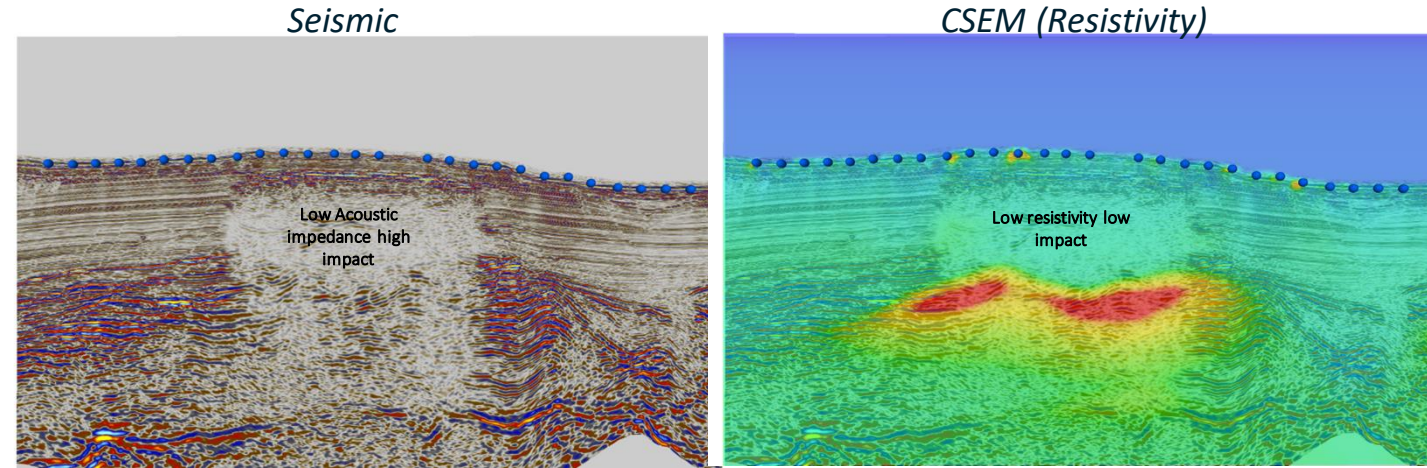 Seismic
CSEM (Resistivity)
Low Acoustic
impedance high
impact
Low resistivity low
impact